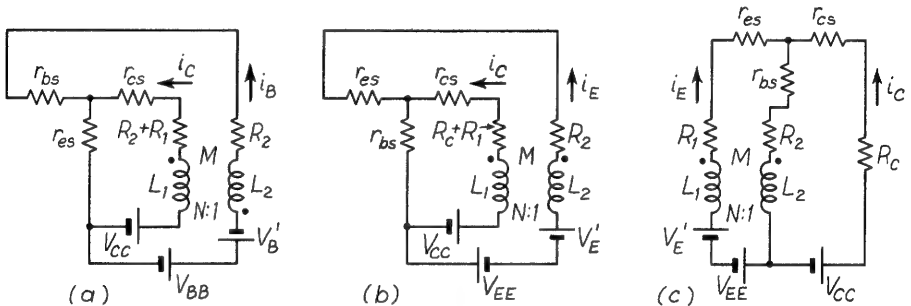 r_bs r_cs i_C i_B
r_es R_2+R_1 R_2
M
L_1 L_2
N:1
V_CC V_B'
V_BB
(a)
r_es r_cs i_C i_E
r_bs R_c+R_1 R_2
M
L_1 L_2
N:1
V_CC V_E'
V_EE
(b)
r_es r_cs
i_E r_bs i_C
R_1 M R_2 R_c
L_1 L_2
N:1
V_E'
V_EE V_CC
(c)